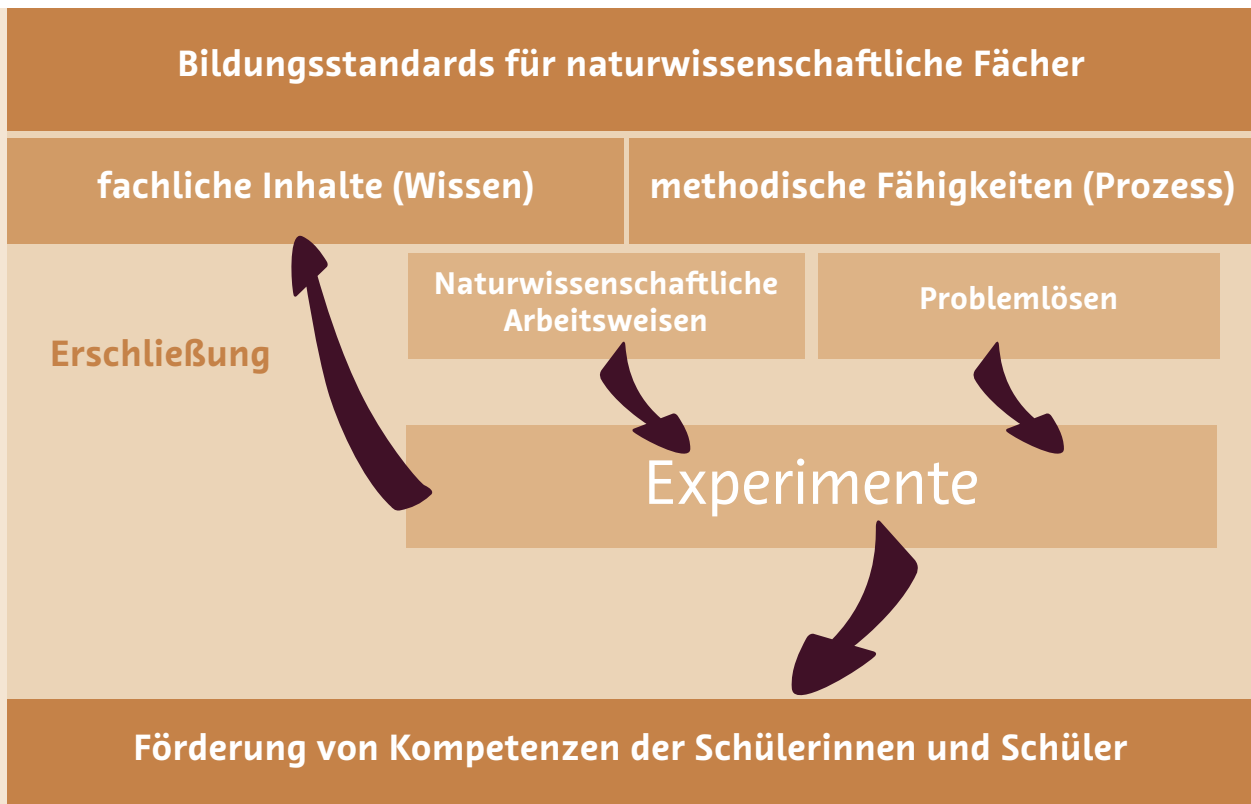 Bildungsstandards für naturwissenschaftliche Fächer
fachliche Inhalte (Wissen)
methodische Fähigkeiten (Prozess)
Naturwissenschaftliche
Arbeitsweisen
Problemlösen
Erschließung
Experimente
Förderung von Kompetenzen der Schülerinnen und Schüler